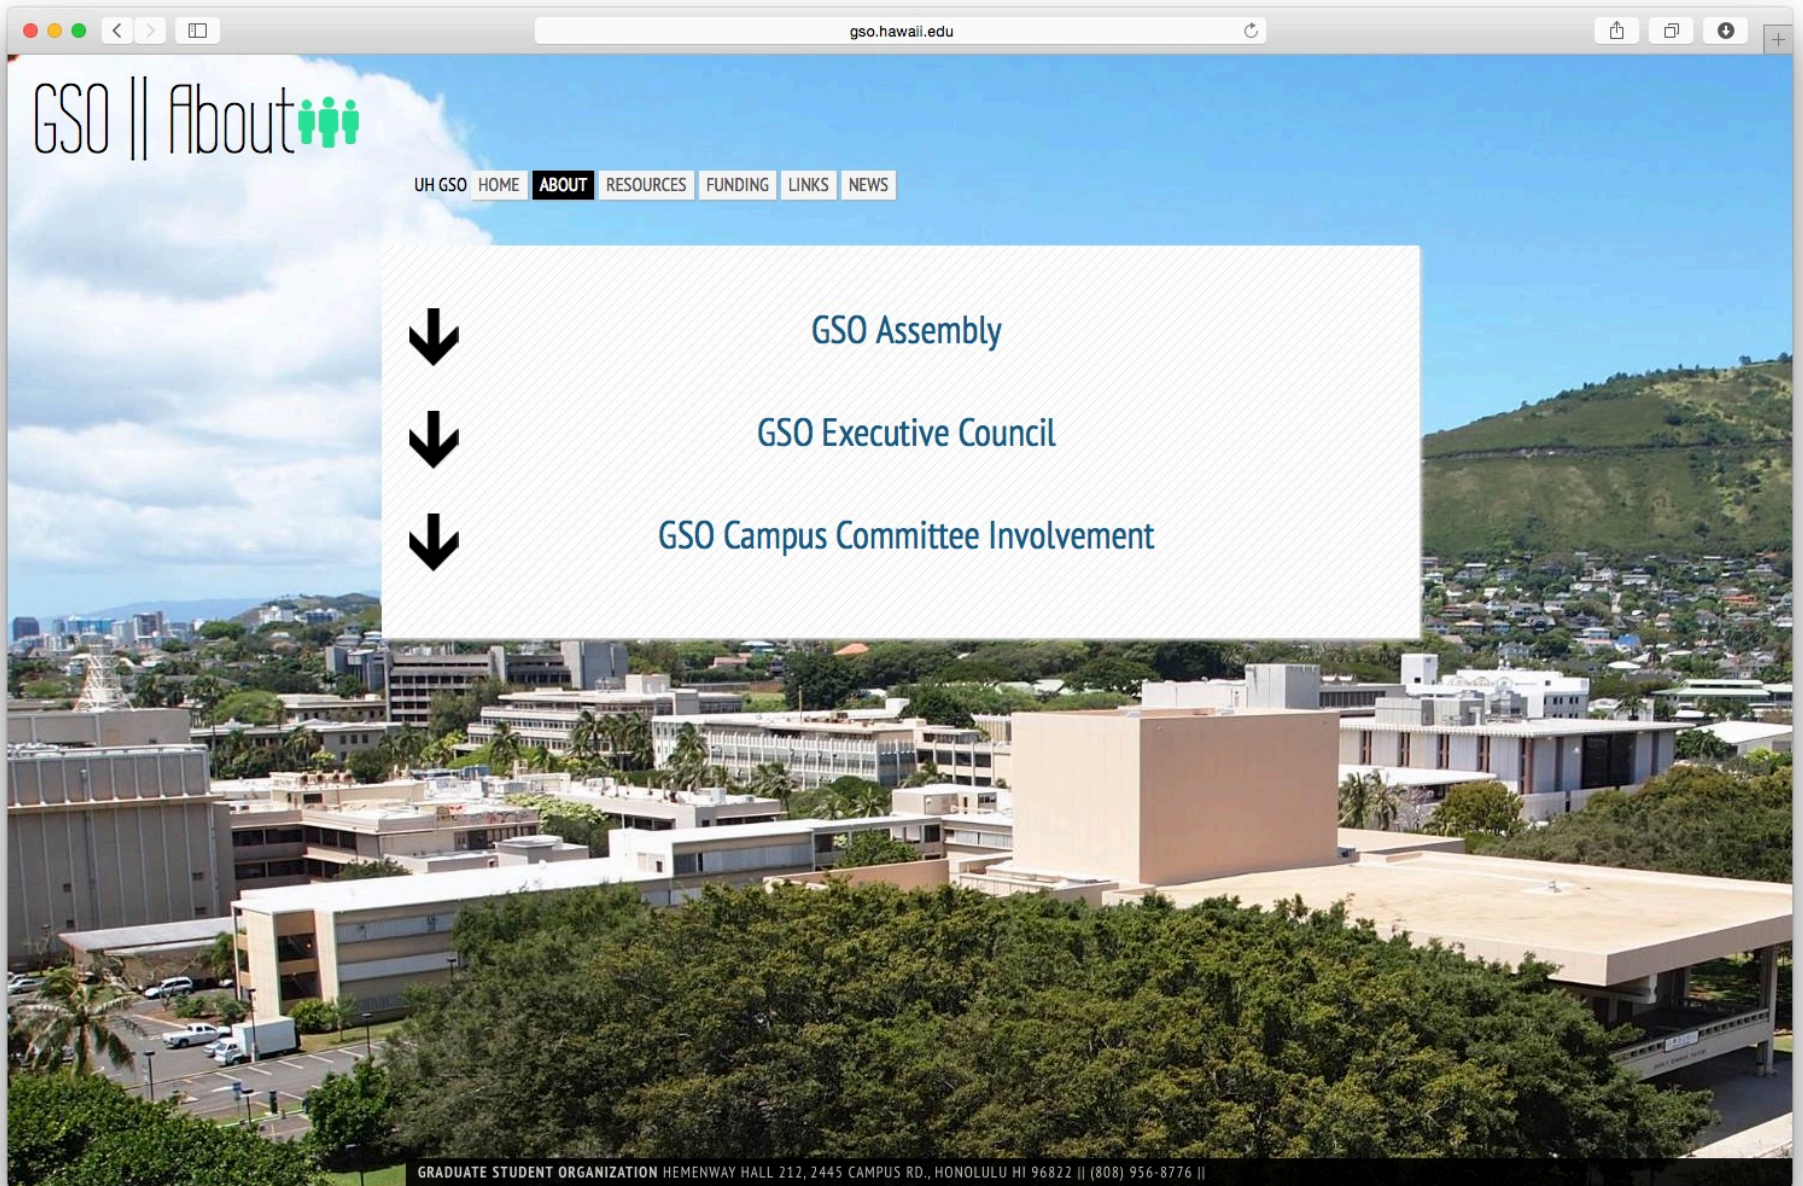 gso.hawaii.edu
GSO || About
UH GSO HOME ABOUT RESOURCES FUNDING LINKS NEWS
GSO Assembly
GSO Executive Council
GSO Campus Committee Involvement
GRADUATE STUDENT ORGANIZATION HEMENWAY HALL 212, 2445 CAMPUS RD., HONOLULU HI 96822 || (808) 956-8776 ||